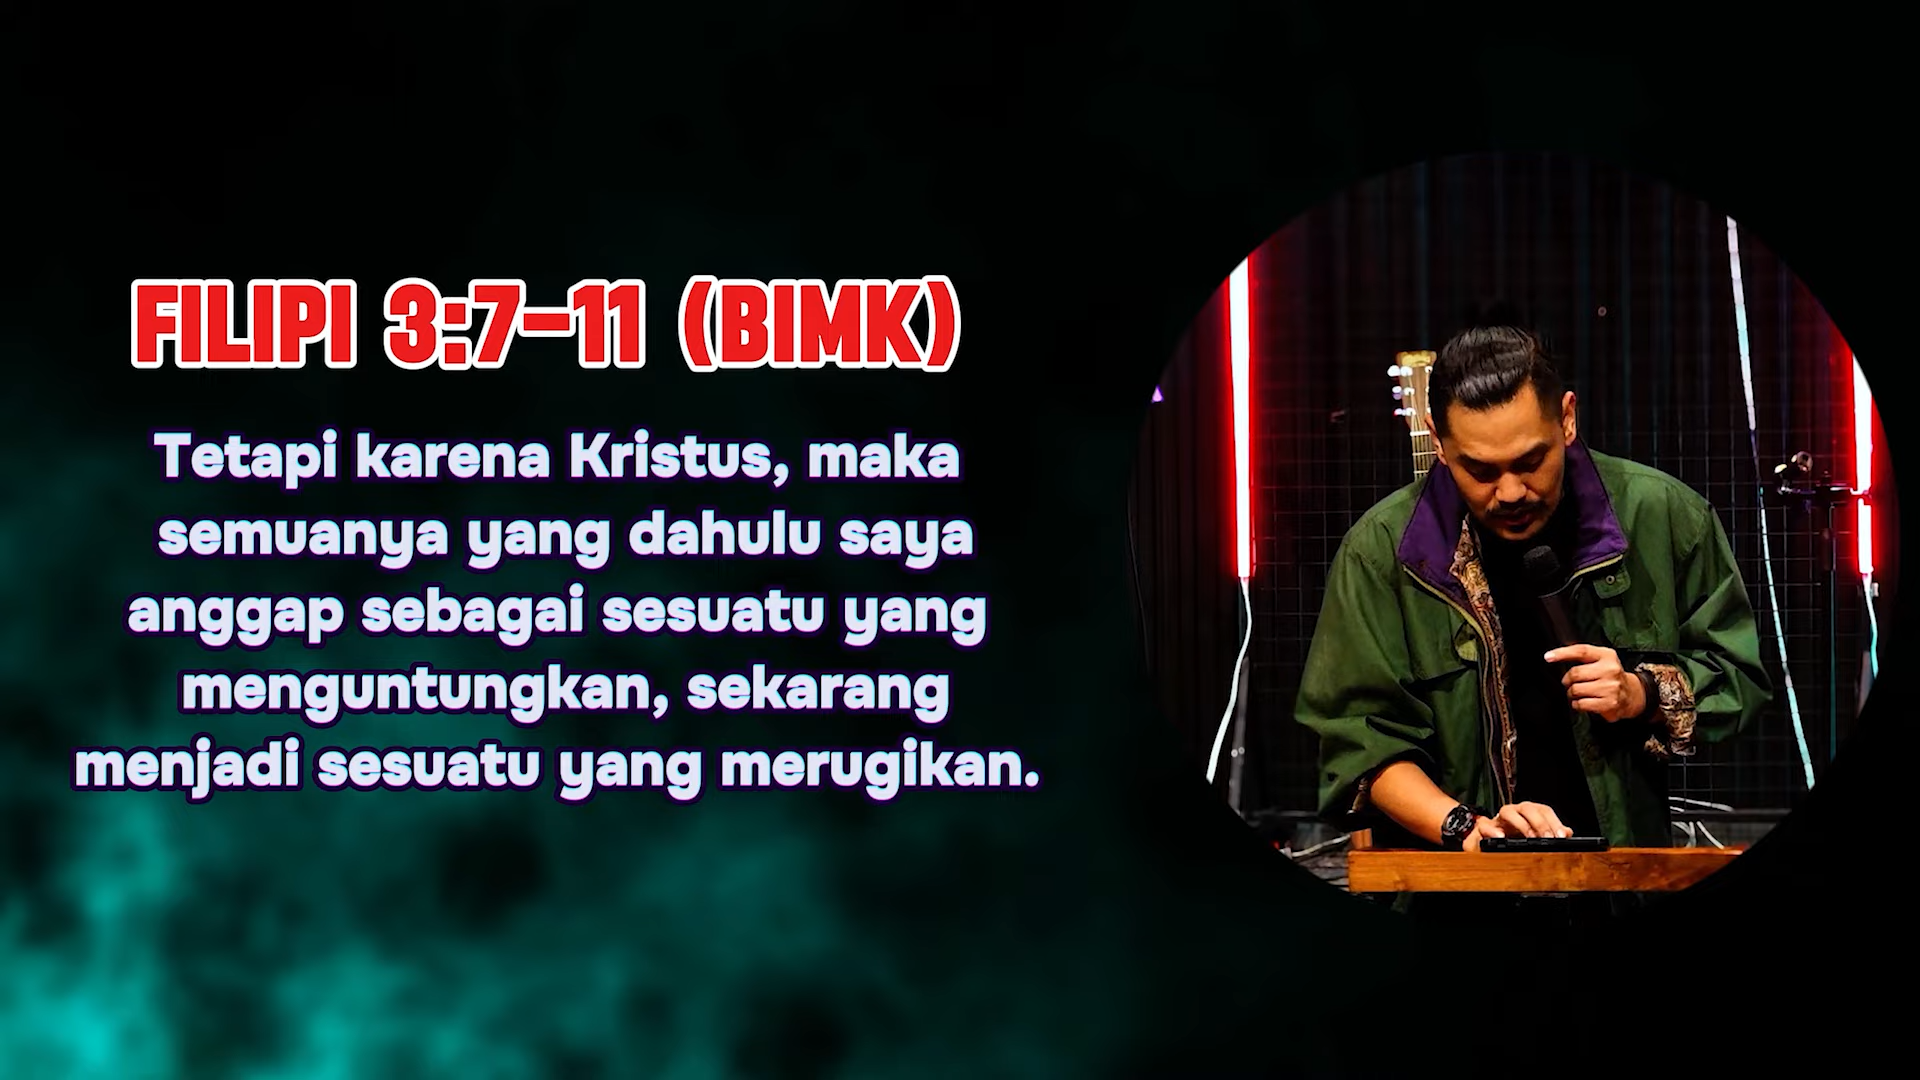 FILIPI 3:7-11 (BIMK)
Tetapi karena Kristus, maka
semuanya yang dahulu saya
anggap sebagai sesuatu yang
menguntungkan, sekarang
menjadi sesuatu yang merugikan.